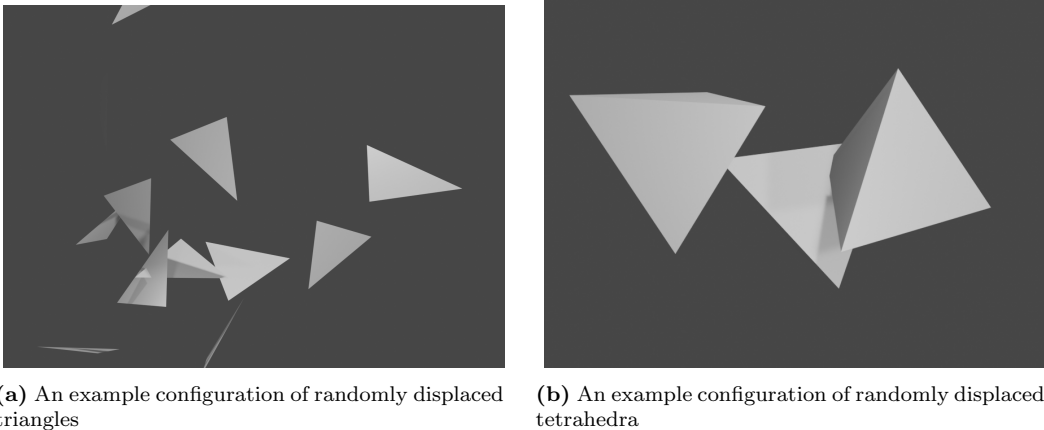 (a) An example configuration of randomly displaced
triangles
(b) An example configuration of randomly displaced
tetrahedra